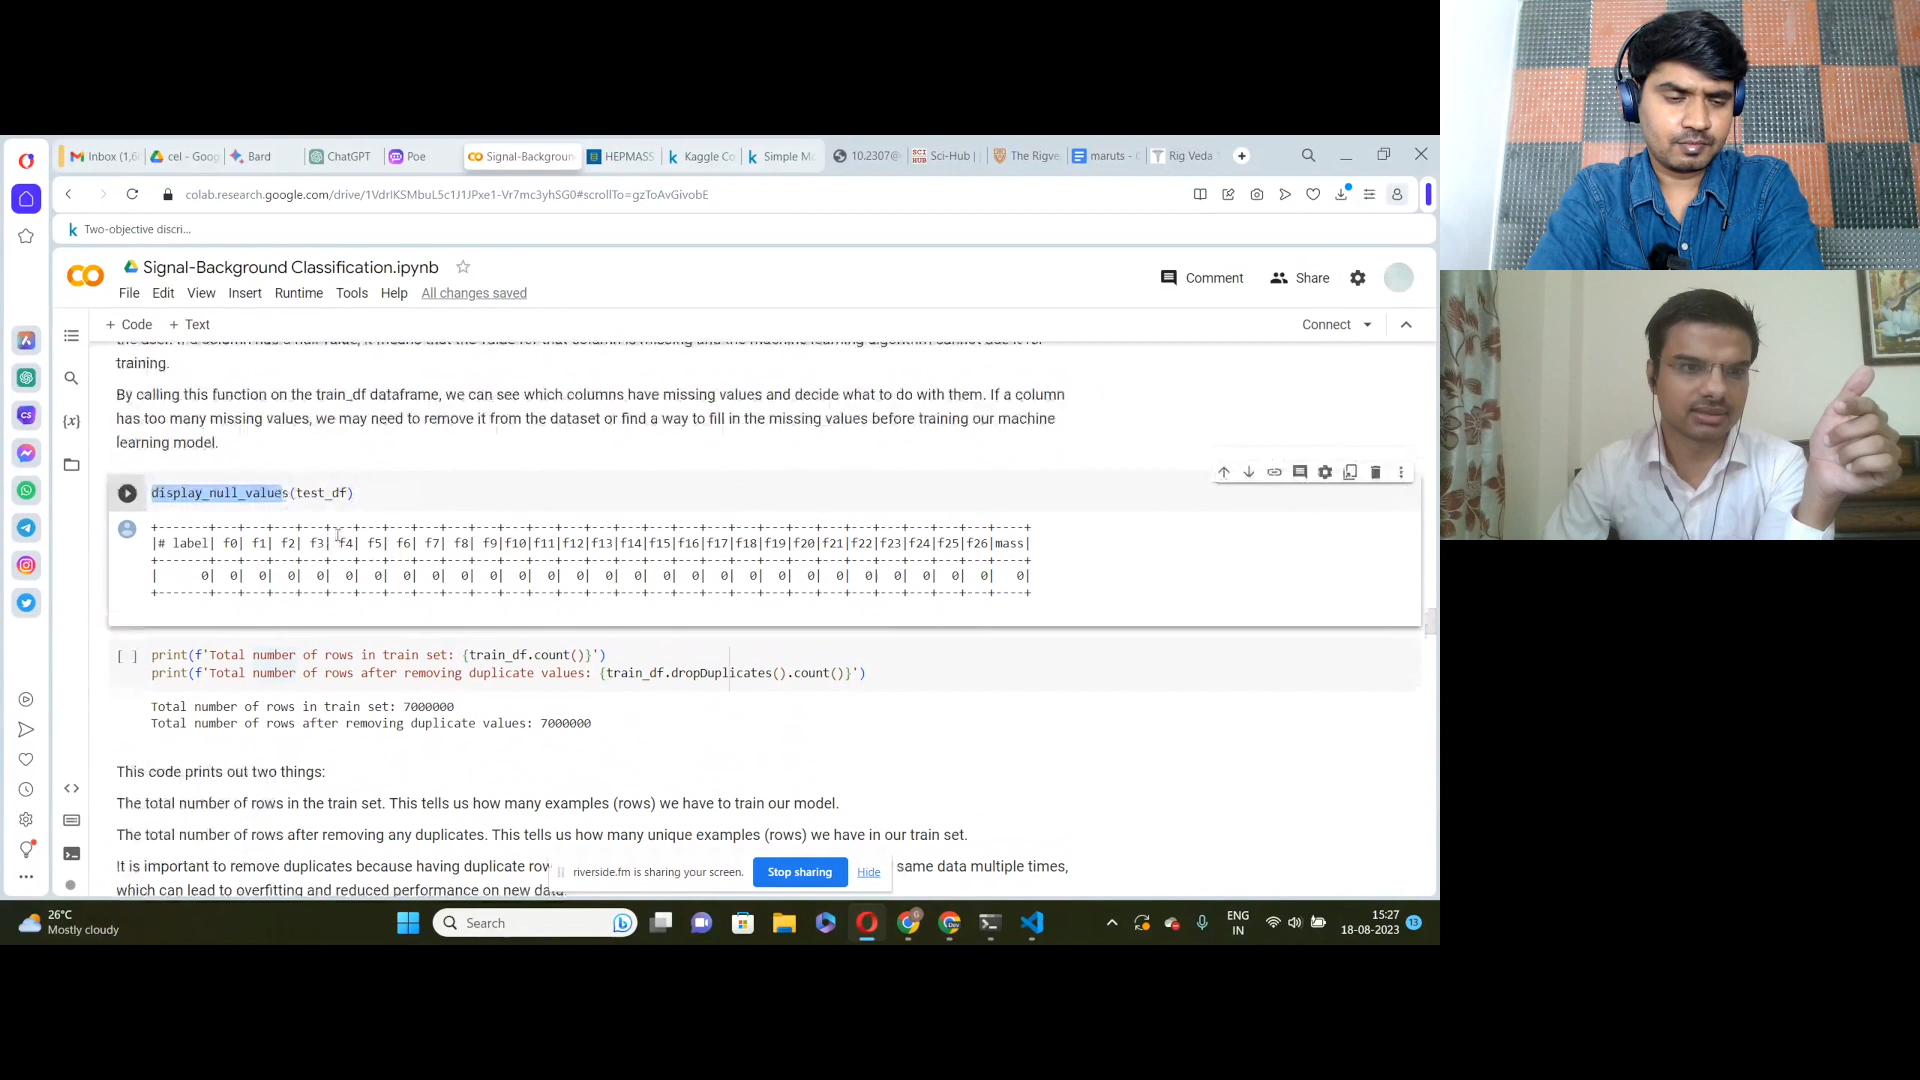 Inbox (1,6
cel - Goog
Bard
ChatGPT
Poe
Signal-Backgroun
HEPMASS
Kaggle Co
Simple Mo
10.2307@
SCI HUB
Sci-Hub |
The Rigve
maruts - G
Rig Veda
colab.research.google.com/drive/1VdrIKSMbuL5c1J1JPxe1-Vr7mc3yhSG0#scrollTo=gzToAvGivobE
Two-objective discri...
Signal-Background Classification.ipynb
Comment
Share
File Edit View Insert Runtime Tools Help All changes saved
+ Code + Text
Connect
training.
By calling this function on the train_df dataframe, we can see which columns have missing values and decide what to do with them. If a column
has too many missing values, we may need to remove it from the dataset or find a way to fill in the missing values before training our machine
learning model.
display_null_values(test_df)
+-------+---+---+---+---+---+---+---+---+---+---+---+---+---+---+---+---+---+---+---+---+---+---+---+---+---+---+---+----+
|# label| f0| f1| f2| f3| f4| f5| f6| f7| f8| f9|f10|f11|f12|f13|f14|f15|f16|f17|f18|f19|f20|f21|f22|f23|f24|f25|f26|mass|
+-------+---+---+---+---+---+---+---+---+---+---+---+---+---+---+---+---+---+---+---+---+---+---+---+---+---+---+---+----+
|      0|  0|  0|  0|  0|  0|  0|  0|  0|  0|  0|  0|  0|  0|  0|  0|  0|  0|  0|  0|  0|  0|  0|  0|  0|  0|  0|  0|   0|
+-------+---+---+---+---+---+---+---+---+---+---+---+---+---+---+---+---+---+---+---+---+---+---+---+---+---+---+---+----+
[ ] print(f'Total number of rows in train set: {train_df.count()}')
print(f'Total number of rows after removing duplicate values: {train_df.dropDuplicates().count()}')
Total number of rows in train set: 7000000
Total number of rows after removing duplicate values: 7000000
This code prints out two things:
The total number of rows in the train set. This tells us how many examples (rows) we have to train our model.
The total number of rows after removing any duplicates. This tells us how many unique examples (rows) we have in our train set.
It is important to remove duplicates because having duplicate row
same data multiple times,
which can lead to overfitting and reduced performance on new data.
riverside.fm is sharing your screen.
Stop sharing
Hide
26°C
Mostly cloudy
Search
ENG
IN
15:27
18-08-2023
13